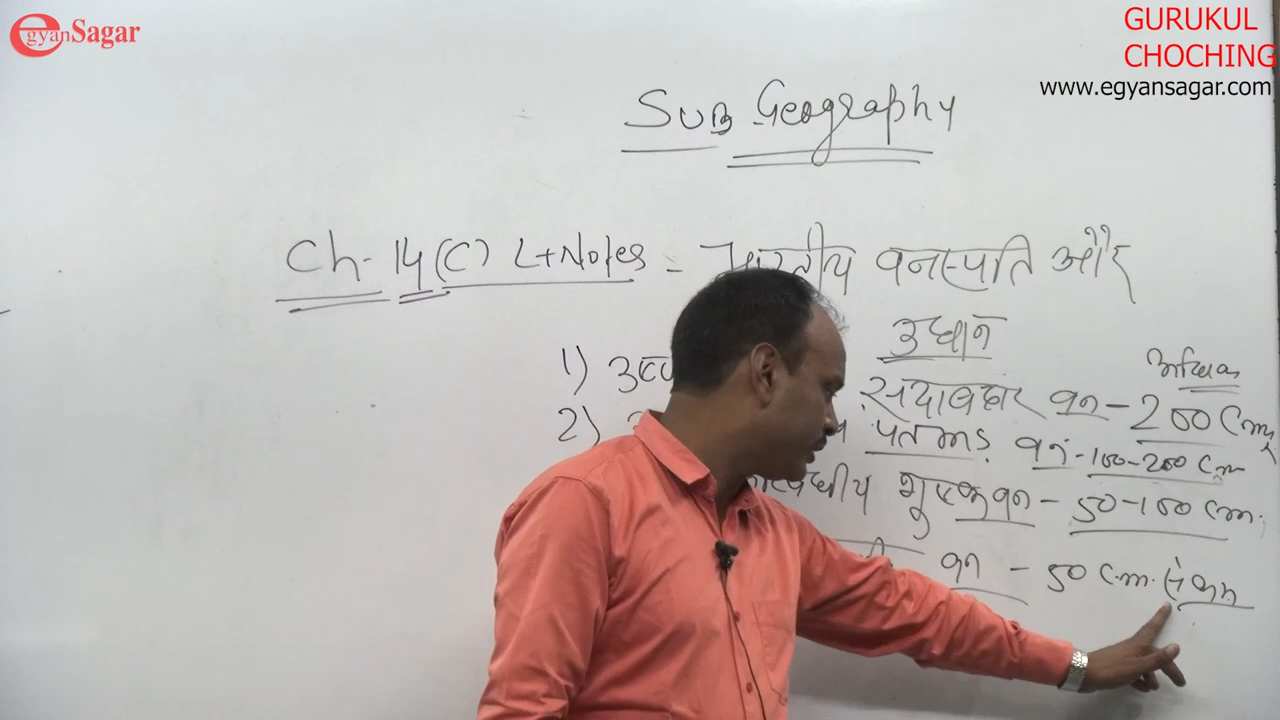 egyanSagar
GURUKUL
CHOCHING
www.egyansagar.com
SUB Geography
Ch- 14 (C) L+Notes - भारतीय वनस्पति और
उद्यान
अधिक
1) सदाबहार वन - 200 Cm
2) पतझड़ वन - 100-200 Cm
शुष्क वन - 50-100 Cm.
वन - 50 C.m. से कम